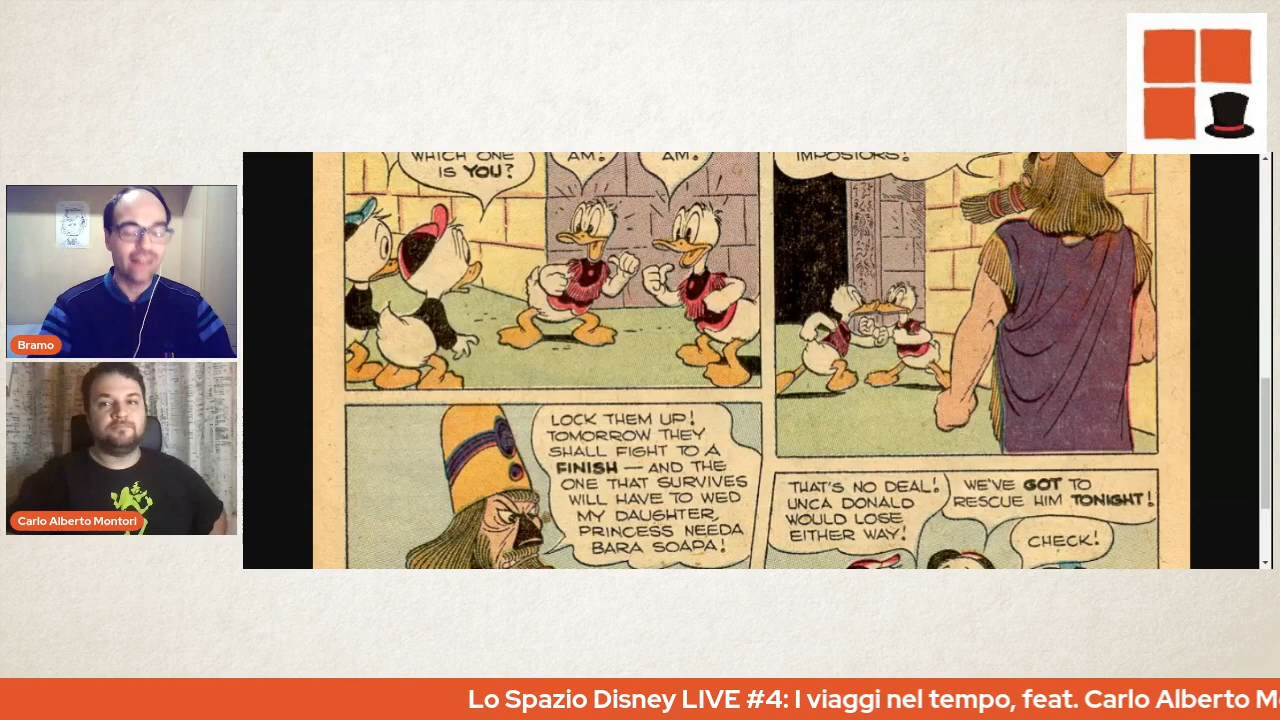 Bramo
Carlo Alberto Montori
WHICH ONE
IS YOU?
AM!
AM.
IMPOSTORS!
LOCK THEM UP!
TOMORROW THEY
SHALL FIGHT TO A
FINISH — AND THE
ONE THAT SURVIVES
WILL HAVE TO WED
MY DAUGHTER,
PRINCESS NEEDA
BARA SOAPA!
THAT'S NO DEAL!
UNCA DONALD
WOULD LOSE
EITHER WAY!
WE'VE GOT TO
RESCUE HIM TONIGHT!
CHECK!
Lo Spazio Disney LIVE #4: I viaggi nel tempo, feat. Carlo Alberto M